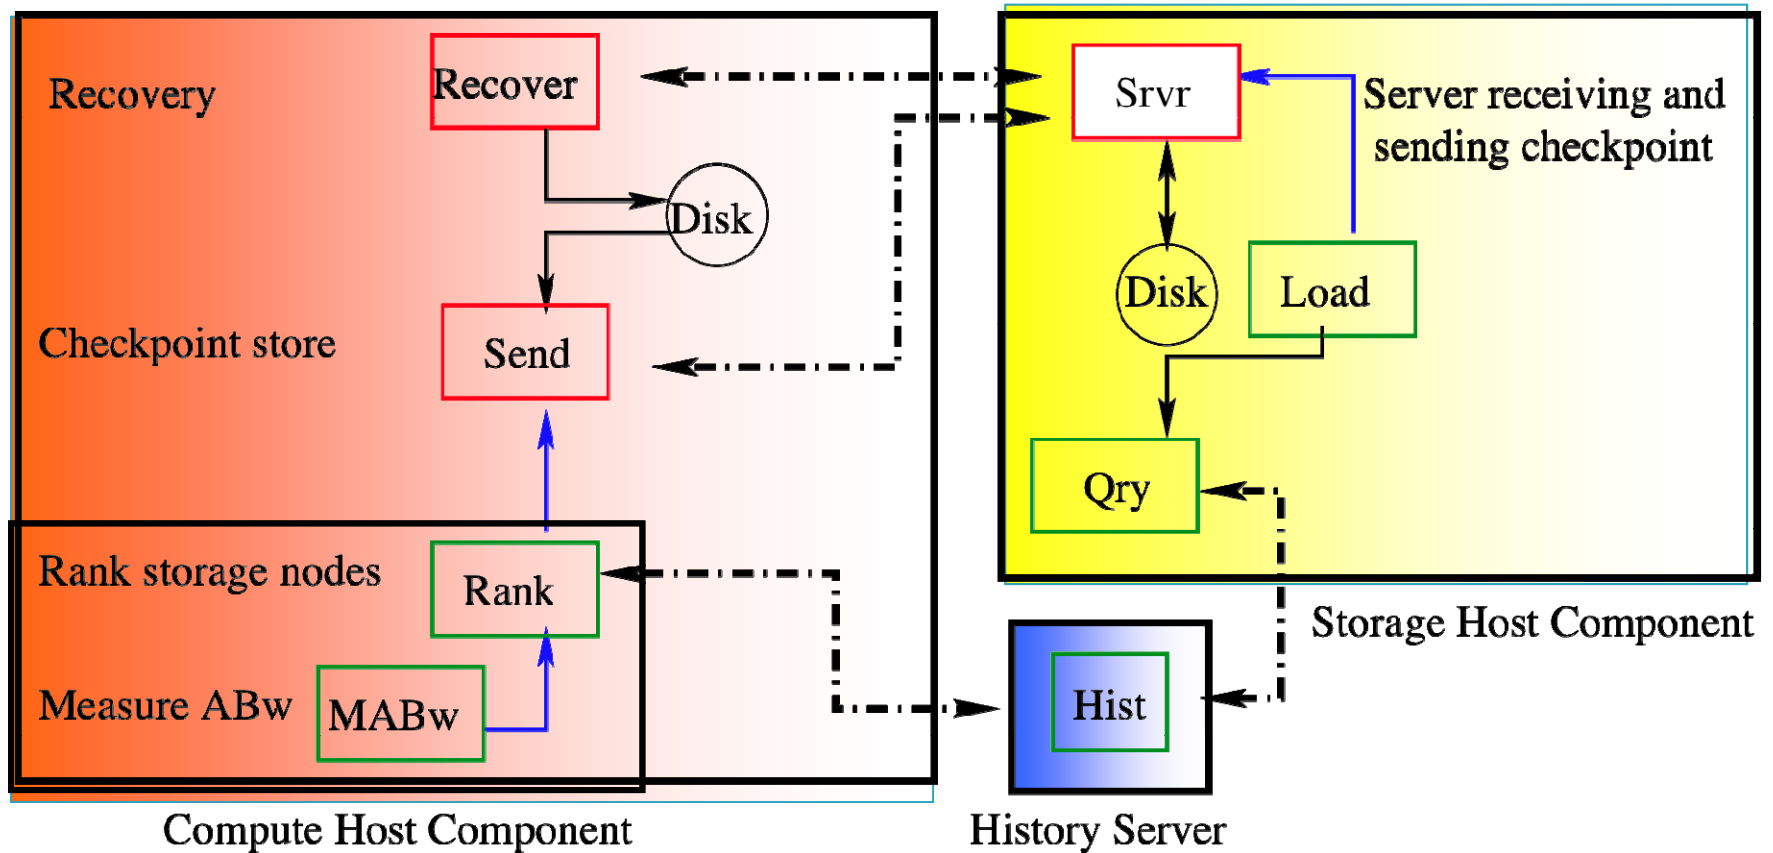 Recovery
Recover
Disk
Checkpoint store
Send
Rank storage nodes
Rank
Measure ABw
MABw
Compute Host Component
Srvr
Server receiving and
sending checkpoint
Disk
Load
Qry
Storage Host Component
Hist
History Server